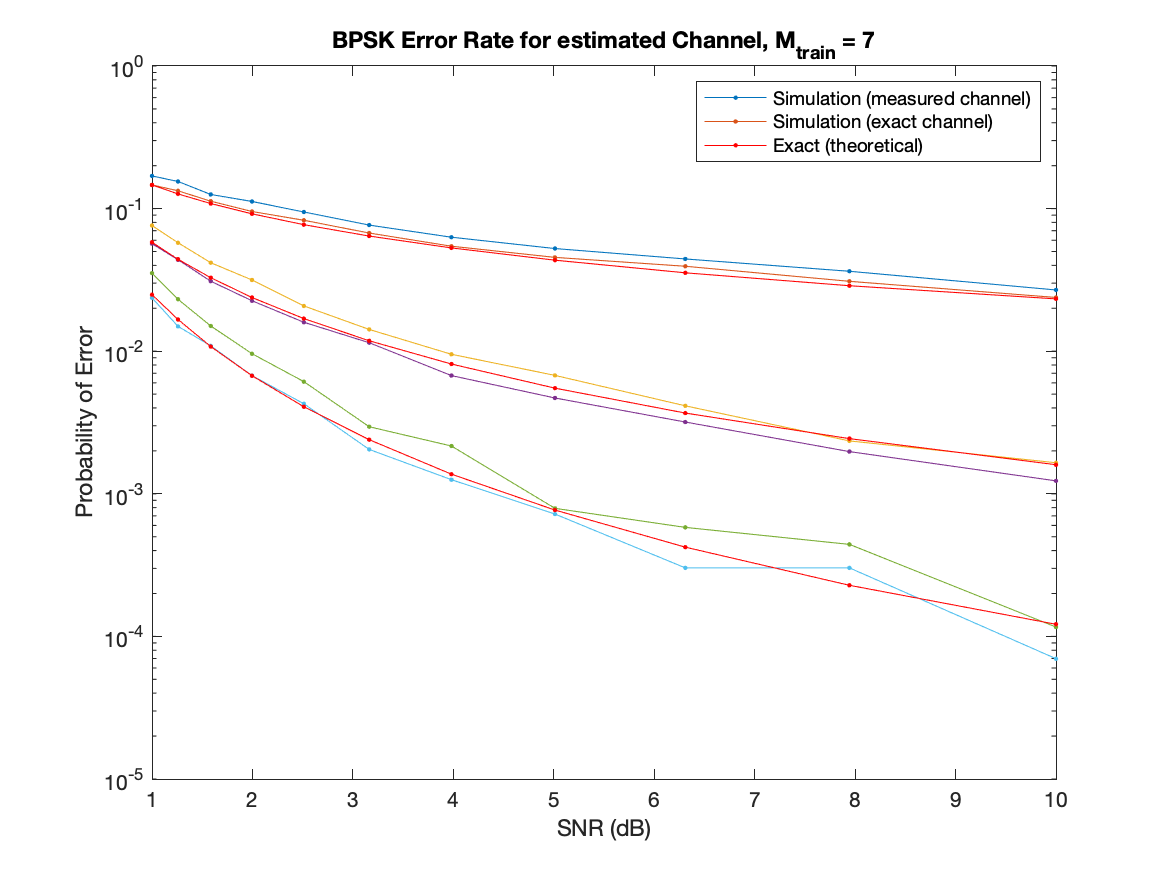 BPSK Error Rate for estimated Channel, M_train = 7
Simulation (measured channel)
Simulation (exact channel)
Exact (theoretical)
Probability of Error
10^0
10^-1
10^-2
10^-3
10^-4
10^-5
1 2 3 4 5 6 7 8 9 10
SNR (dB)